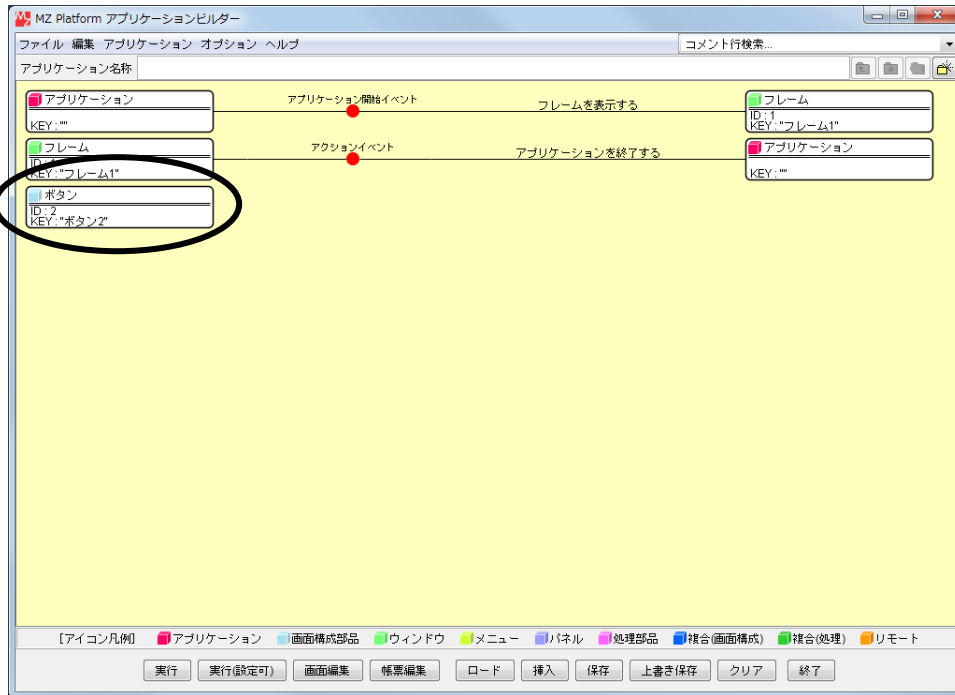 MZ Platform アプリケーションビルダー
ファイル 編集 アプリケーション オプション ヘルプ コメント行検索...
アプリケーション名称
アプリケーション アプリケーション開始イベント フレームを表示する フレーム
KEY:"" ID:1
KEY:"フレーム1"
フレーム アクションイベント アプリケーションを終了する アプリケーション
KEY:"フレーム1" KEY:""
ボタン
ID:2
KEY:"ボタン2"
[アイコン凡例] アプリケーション 画面構成部品 ウィンドウ メニュー パネル 処理部品 複合(画面構成) 複合(処理) リモート
実行 実行(設定可) 画面編集 帳票編集 ロード 挿入 保存 上書き保存 クリア 終了